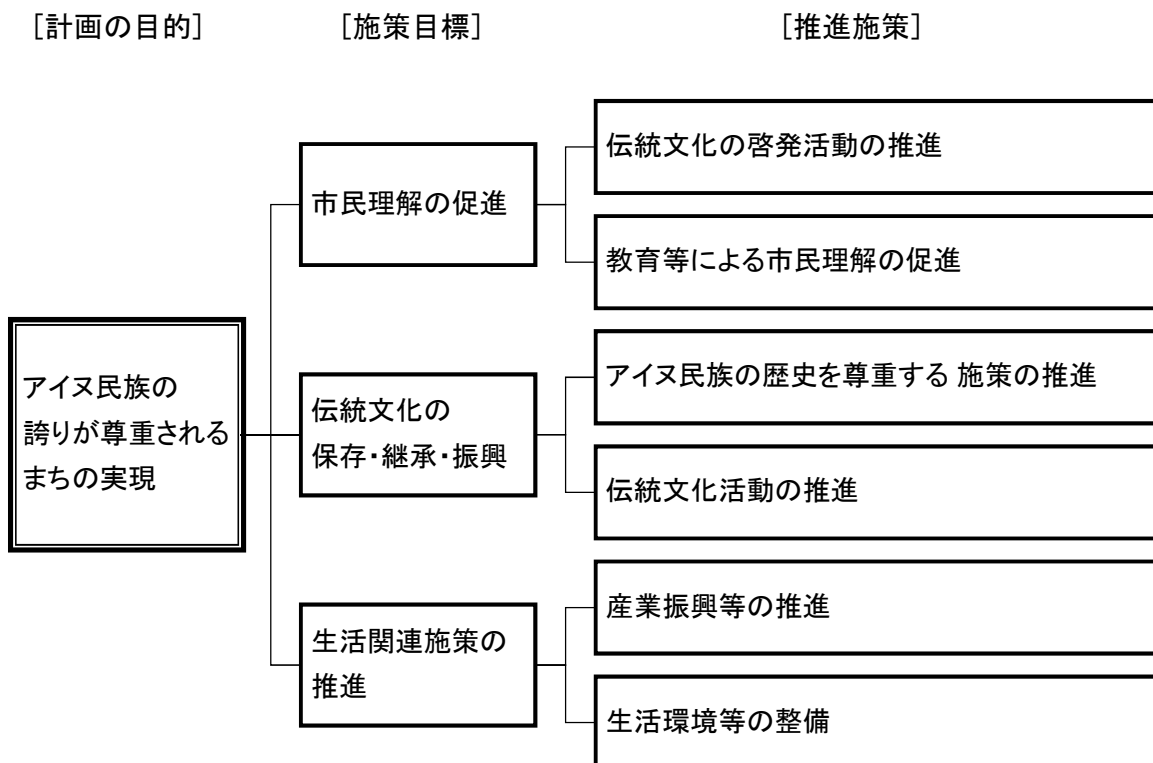 [計画の目的]
[施策目標]
[推進施策]
アイヌ民族の
誇りが尊重される
まちの実現
市民理解の促進
伝統文化の啓発活動の推進
教育等による市民理解の促進
伝統文化の
保存・継承・振興
アイヌ民族の歴史を尊重する 施策の推進
伝統文化活動の推進
生活関連施策の
推進
産業振興等の推進
生活環境等の整備